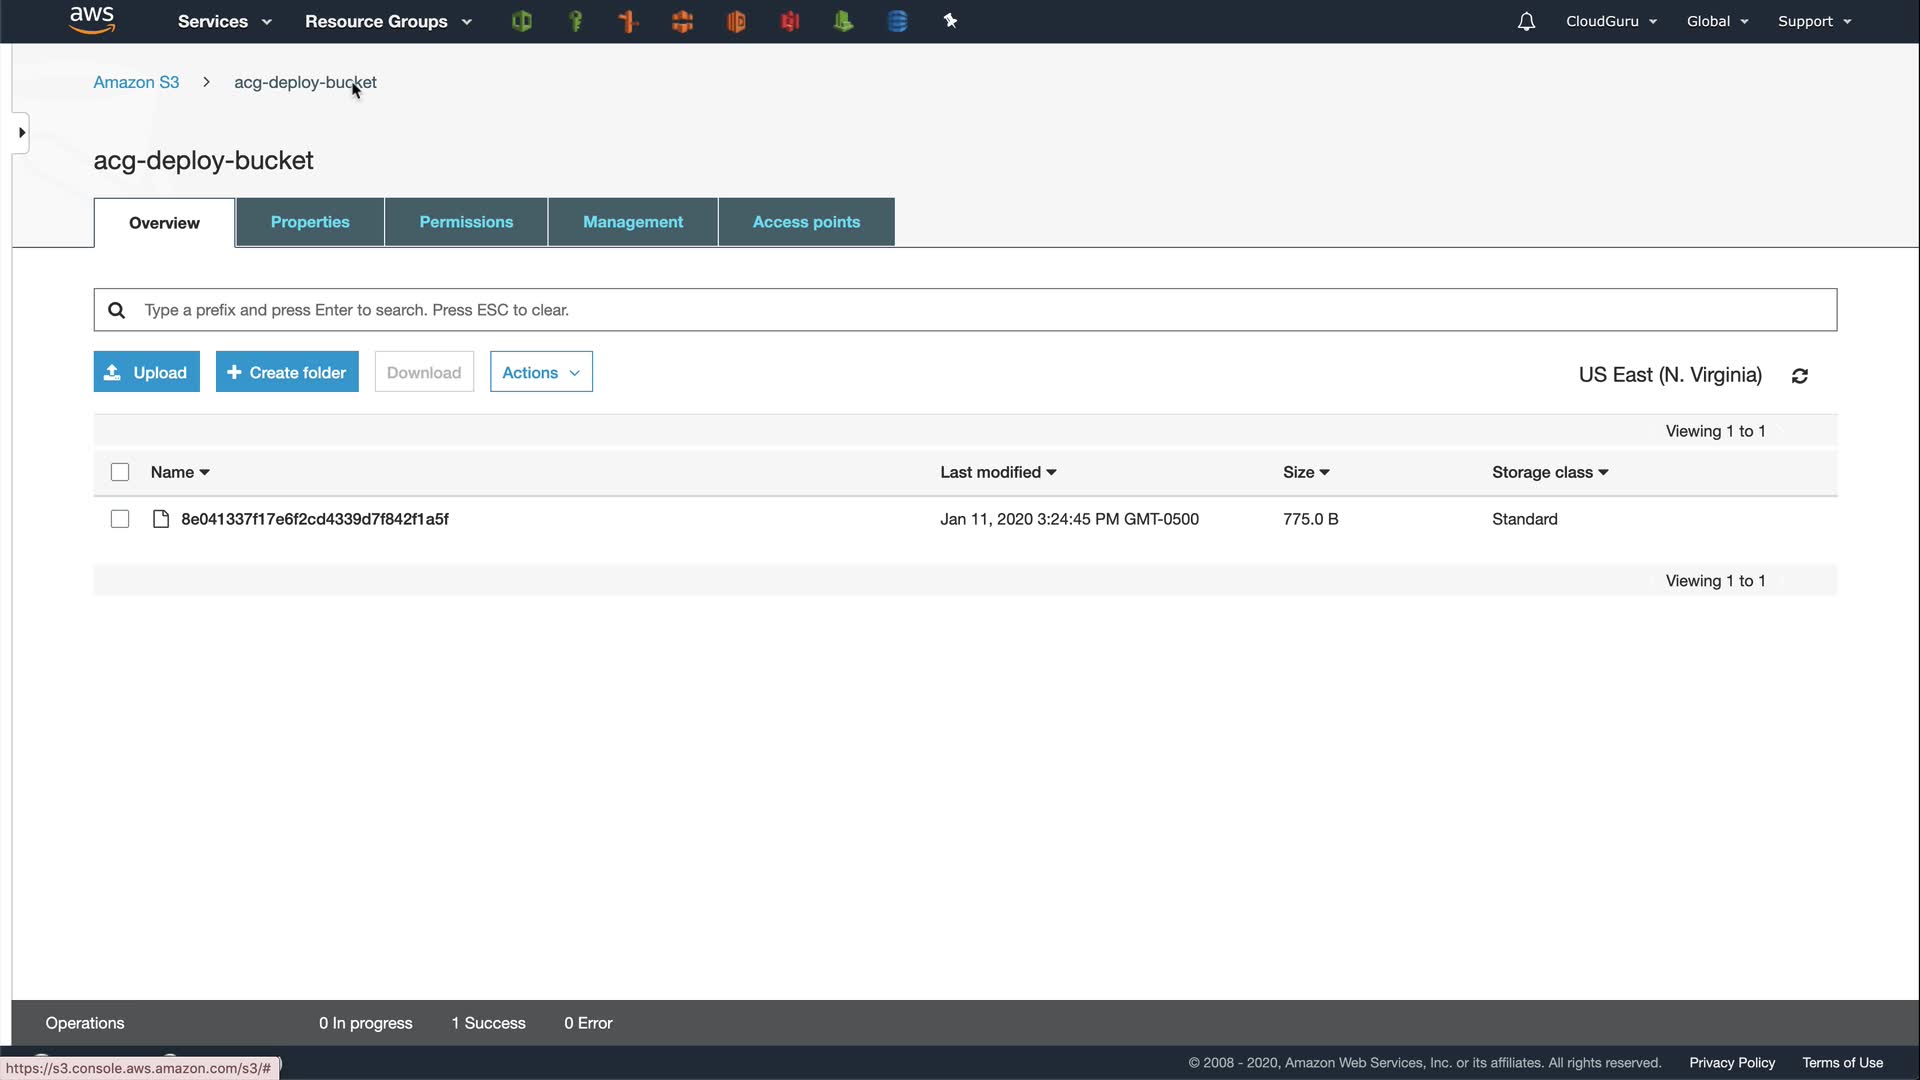 aws Services Resource Groups CloudGuru Global Support
Amazon S3 > acg-deploy-bucket
acg-deploy-bucket
Overview Properties Permissions Management Access points
Type a prefix and press Enter to search. Press ESC to clear.
Upload + Create folder Download Actions US East (N. Virginia)
Viewing 1 to 1
Name Last modified Size Storage class
8e041337f17e6f2cd4339d7f842f1a5f Jan 11, 2020 3:24:45 PM GMT-0500 775.0 B Standard
Viewing 1 to 1
Operations 0 In progress 1 Success 0 Error
© 2008 - 2020, Amazon Web Services, Inc. or its affiliates. All rights reserved. Privacy Policy Terms of Use
https://s3.console.aws.amazon.com/s3/#